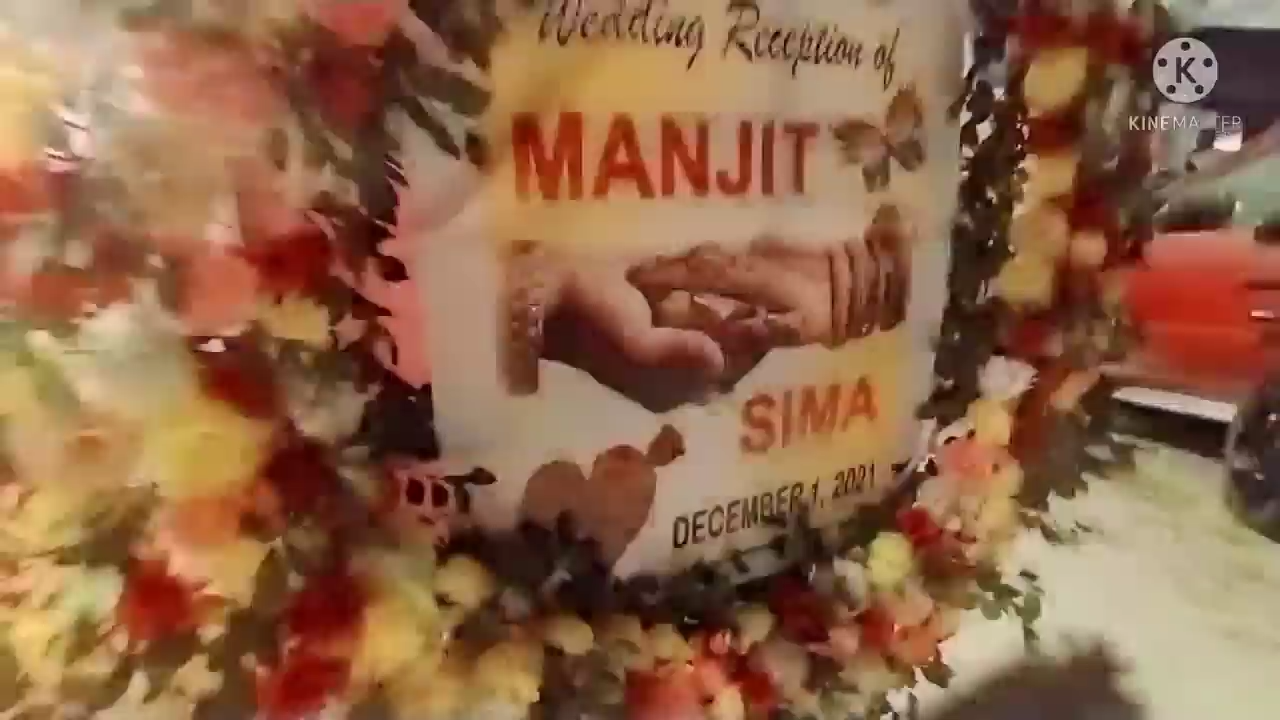 Wedding Reception of
MANJIT
SIMA
DECEMBER 1, 2021
K
KINEMASTER